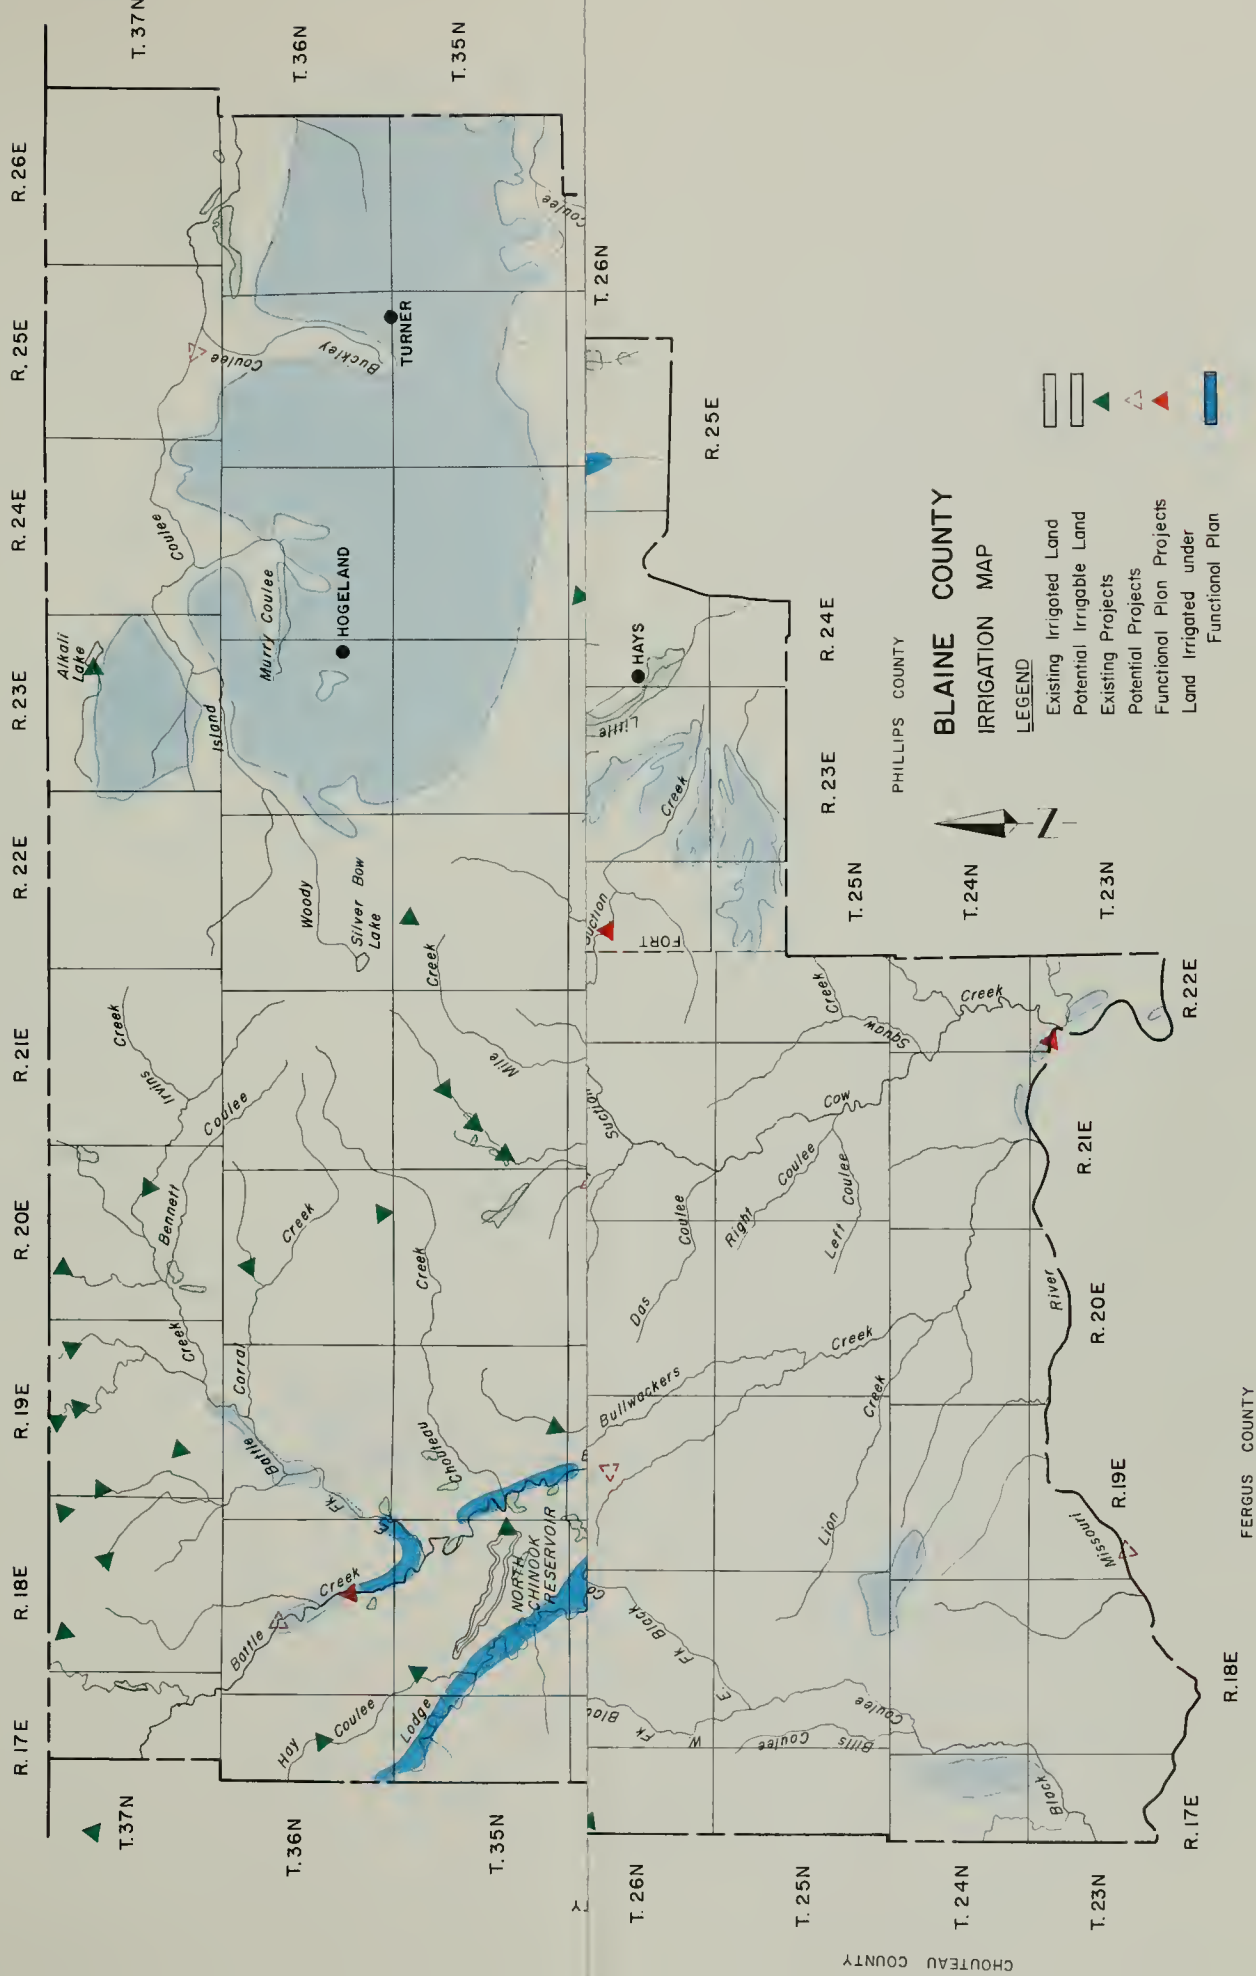 R. 17E
R. 18E
R. 19E
R. 20E
R. 21E
R. 22E
R. 23E
R. 24E
R. 25E
R. 26E
T. 37N
T. 36N
T. 35N
T. 37N
T. 36N
T. 35N
Alkali
Lake
Coulee
Island
Murry Coulee
HOGELAND
Coulee
Buckley
TURNER
Coulee
Woody
Silver Bow
Lake
Creek
Mile
Irvins
Creek
Bennett
Coulee
Creek
Corral
Creek
Chouteau
Creek
Battle
Fk.
E.
Battle
Creek
NORTH
CHINOOK
RESERVOIR
Hay
Coulee
Lodge
T. 26N
R. 25E
HAYS
Little
R. 24E
Creek
R. 23E
FORT
T. 25N
T. 24N
T. 23N
Creek
Squaw
Creek
R. 22E
Cow
Right
Coulee
Left
Coulee
Das
Coulee
R. 21E
River
R. 20E
Bullwackers
Creek
Creek
Lion
R. 19E
Missouri
Fk
Black
E.
Fk
W
Bills
Coulee
Coulee
Black
R. 18E
R. 17E
T. 26N
T. 25N
T. 24N
T. 23N
CHOUTEAU COUNTY
FERGUS COUNTY
PHILLIPS COUNTY
BLAINE COUNTY
IRRIGATION MAP
LEGEND
Existing Irrigated Land
Potential Irrigable Land
Existing Projects
Potential Projects
Functional Plan Projects
Land Irrigated under
Functional Plan